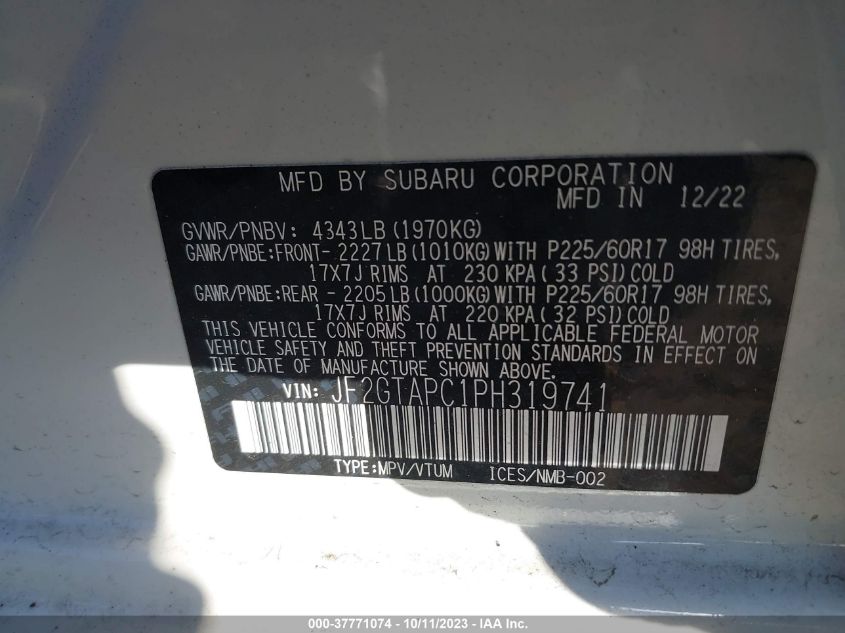 MFD BY SUBARU CORPORATION
MFD IN 12/22
GVWR/PNBV: 4343LB (1970KG)
GAWR/PNBE:FRONT- 2227LB (1010KG) WITH P225/60R17 98H TIRES,
17X7J RIMS AT 230 KPA ( 33 PSI) COLD
GAWR/PNBE:REAR - 2205LB (1000KG) WITH P225/60R17 98H TIRES,
17X7J RIMS AT 220 KPA ( 32 PSI) COLD
THIS VEHICLE CONFORMS TO ALL APPLICABLE FEDERAL MOTOR
VEHICLE SAFETY AND THEFT PREVENTION STANDARDS IN EFFECT ON
THE DATE OF MANUFACTURE SHOWN ABOVE.
VIN: JF2GTAPC1PH319741
TYPE:MPV/VTUM ICES/NMB-002
000-37771074 - 10/11/2023 - IAA Inc.